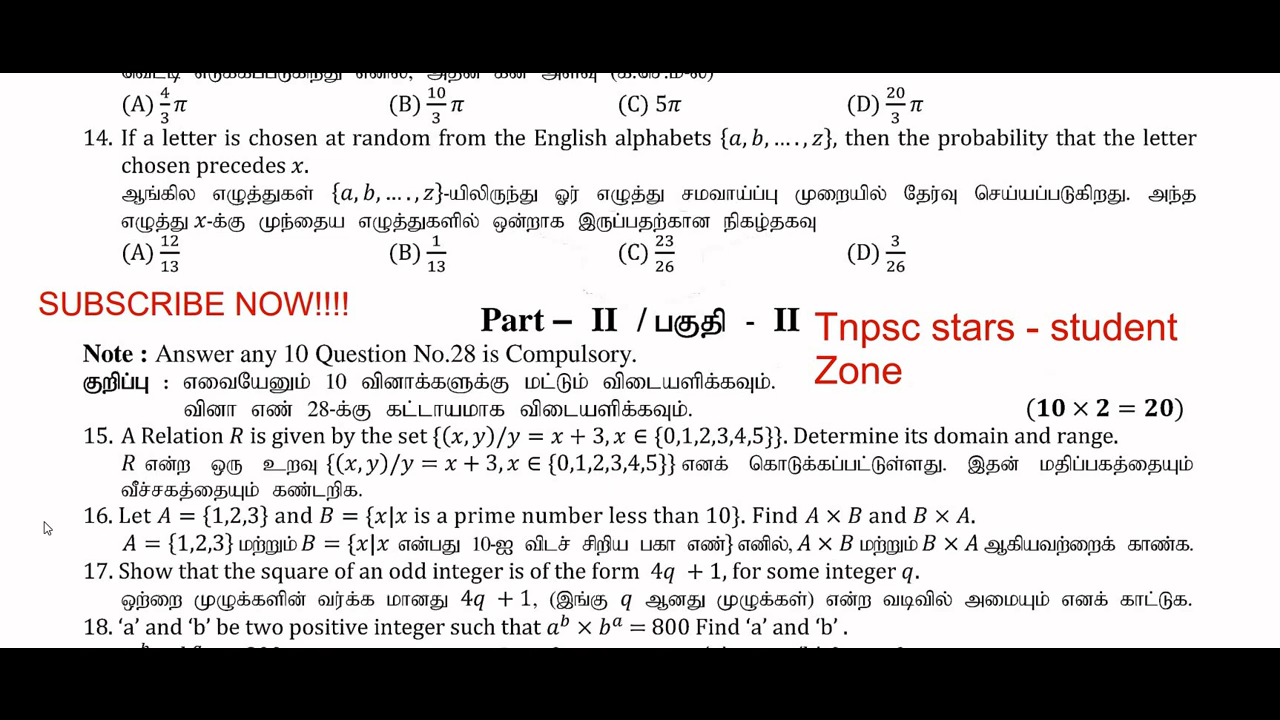 (A) 4/3 π (B) 10/3 π (C) 5π (D) 20/3 π
14. If a letter is chosen at random from the English alphabets {a, b, …., z}, then the probability that the letter
chosen precedes x.
ஆங்கில எழுத்துகள் {a, b, …., z}-யிலிருந்து ஓர் எழுத்து சமவாய்ப்பு முறையில் தேர்வு செய்யப்படுகிறது. அந்த
எழுத்து x-க்கு முந்தைய எழுத்துகளில் ஒன்றாக இருப்பதற்கான நிகழ்தகவு
(A) 12/13 (B) 1/13 (C) 23/26 (D) 3/26
SUBSCRIBE NOW!!!!
Part – II / பகுதி - II
Tnpsc stars - student
Zone
Note : Answer any 10 Question No.28 is Compulsory.
குறிப்பு : எவையேனும் 10 வினாக்களுக்கு மட்டும் விடையளிக்கவும்.
வினா எண் 28-க்கு கட்டாயமாக விடையளிக்கவும். (10 × 2 = 20)
15. A Relation R is given by the set {(x, y)/y = x + 3, x ∈ {0,1,2,3,4,5}}. Determine its domain and range.
R என்ற ஒரு உறவு {(x, y)/y = x + 3, x ∈ {0,1,2,3,4,5}} எனக் கொடுக்கப்பட்டுள்ளது. இதன் மதிப்பகத்தையும்
வீச்சகத்தையும் கண்டறிக.
16. Let A = {1,2,3} and B = {x|x is a prime number less than 10}. Find A × B and B × A.
A = {1,2,3} மற்றும் B = {x|x என்பது 10-ஐ விடச் சிறிய பகா எண்} எனில், A × B மற்றும் B × A ஆகியவற்றைக் காண்க.
17. Show that the square of an odd integer is of the form 4q + 1, for some integer q.
ஒற்றை முழுக்களின் வர்க்க மானது 4q + 1, (இங்கு q ஆனது முழுக்கள்) என்ற வடிவில் அமையும் எனக் காட்டுக.
18. ‘a’ and ‘b’ be two positive integer such that aᵇ × bᵃ = 800 Find ‘a’ and ‘b’ .